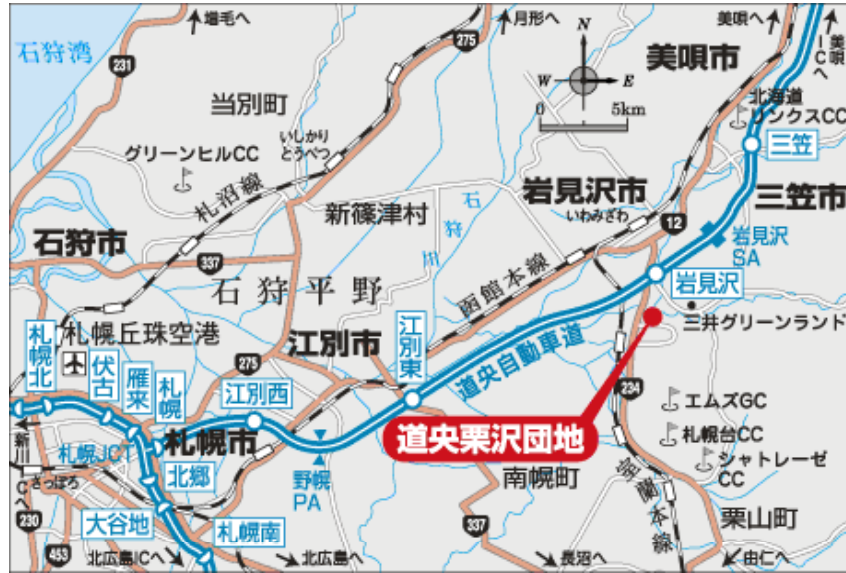 石狩湾
増毛へ
231
275
月形へ
N
W
E
0 5km
美唄へ
美唄ICへ
美唄市
北海道リンクスCC
当別町
いしかりとうべつ
グリーンヒルCC
札沼線
新篠津村
石狩川
岩見沢市
いわみざわ
三笠
三笠市
12
岩見沢SA
石狩市
337
石狩平野
函館本線
岩見沢
三井グリーンランド
札幌北
札幌丘珠空港
伏古
雁来
札幌
275
江別市
江別東
道央自動車道
江別西
234
エムズGC
道央栗沢団地
札幌台CC
シャトレーゼCC
新川ICへ
札幌JCT
札幌市
北郷
さっぽろ
野幌PA
南幌町
室蘭本線
栗山町
大谷地
札幌南
230
453
337
北広島ICへ
北広島へ
長沼へ
由仁へ